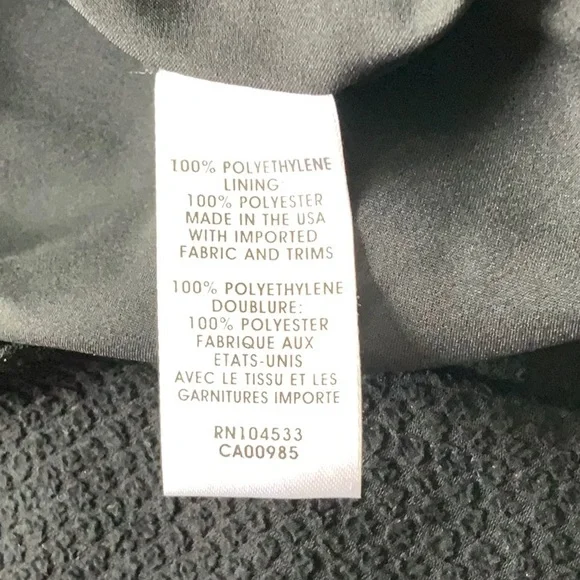 100% POLYETHYLENE
LINING:
100% POLYESTER
MADE IN THE USA
WITH IMPORTED
FABRIC AND TRIMS
100% POLYETHYLENE
DOUBLURE:
100% POLYESTER
FABRIQUE AUX
ETATS-UNIS
AVEC LE TISSU ET LES
GARNITURES IMPORTE
RN104533
CA00985